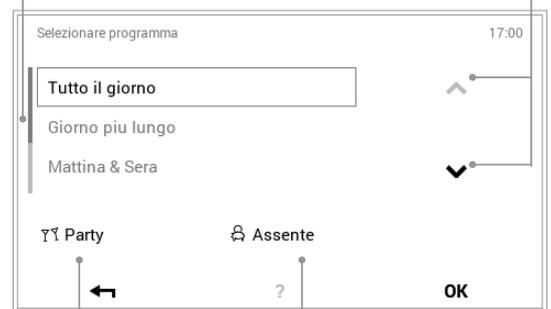 Selezionare programma 17:00
Tutto il giorno
Giorno piu lungo
Mattina & Sera
Party Assente
? OK